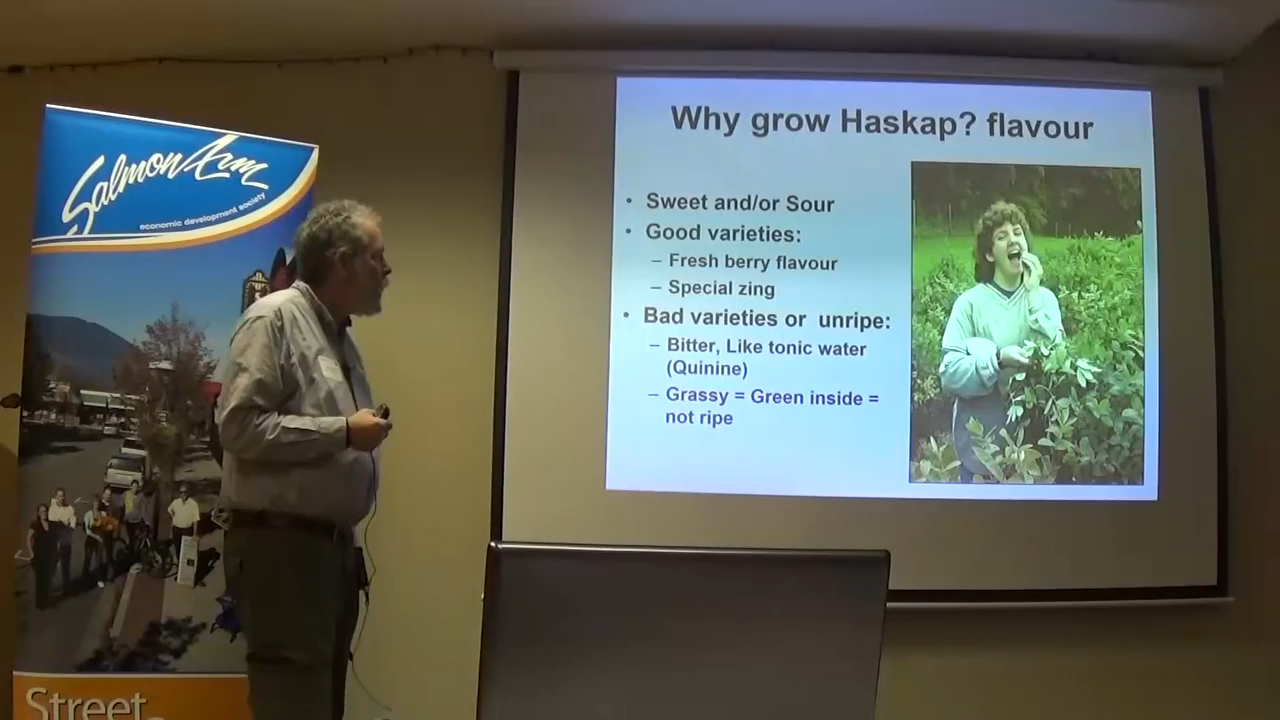 Salmon Arm
economic development society
Street
Why grow Haskap? flavour
• Sweet and/or Sour
• Good varieties:
– Fresh berry flavour
– Special zing
• Bad varieties or unripe:
– Bitter, Like tonic water
(Quinine)
– Grassy = Green inside =
not ripe